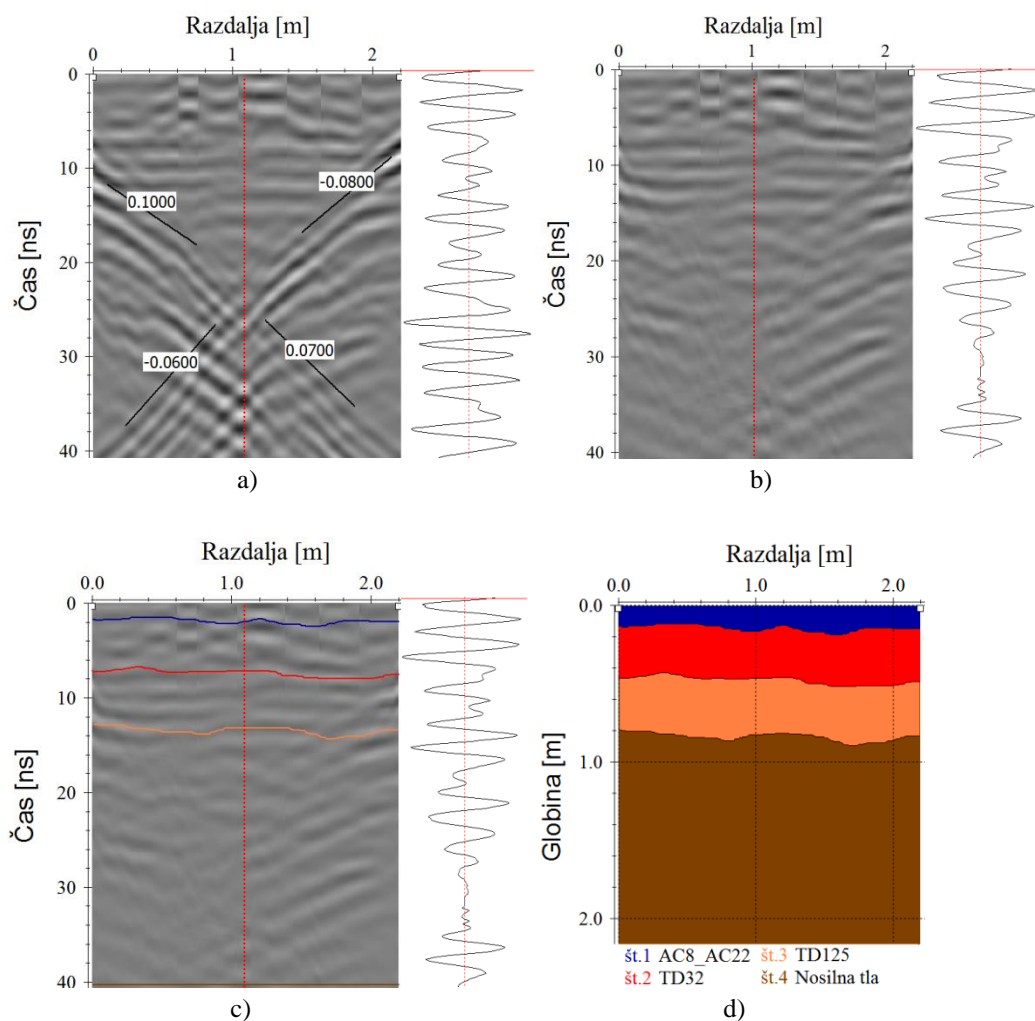 Razdalja [m]
0 1 2
Čas [ns]
0
10
20
30
40
0.1000
-0.0800
-0.0600
0.0700
a)
Razdalja [m]
0 1 2
Čas [ns]
0
10
20
30
40
b)
Razdalja [m]
0.0 1.0 2.0
Čas [ns]
0
10
20
30
40
c)
Razdalja [m]
0.0 1.0 2.0
Globina [m]
0.0
1.0
2.0
št.1 AC8_AC22 št.3 TD125
št.2 TD32 št.4 Nosilna tla
d)